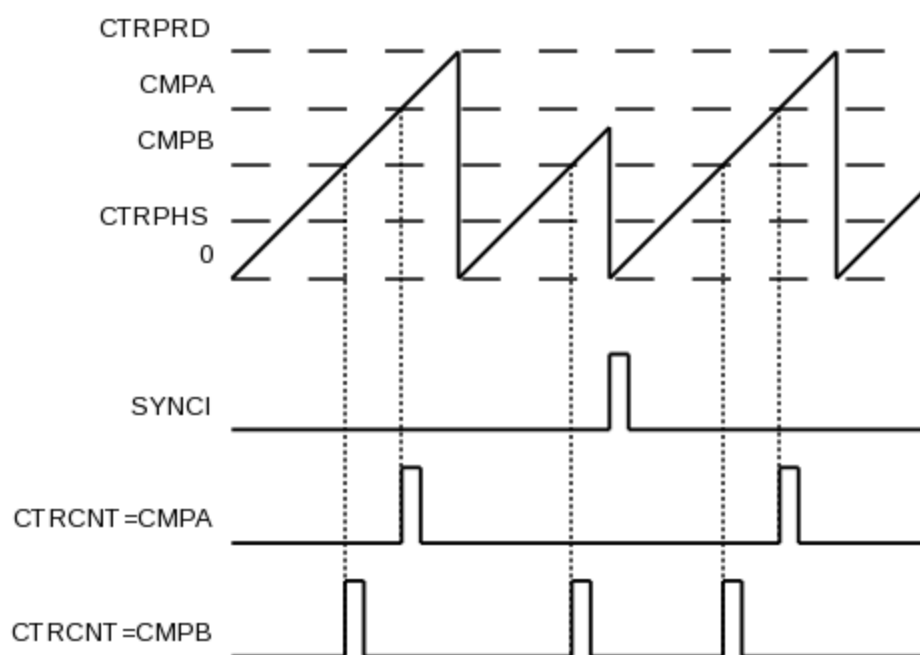 CTRPRD
CMPA
CMPB
CTRPHS
0
SYNCI
CTRCNT=CMPA
CTRCNT=CMPB